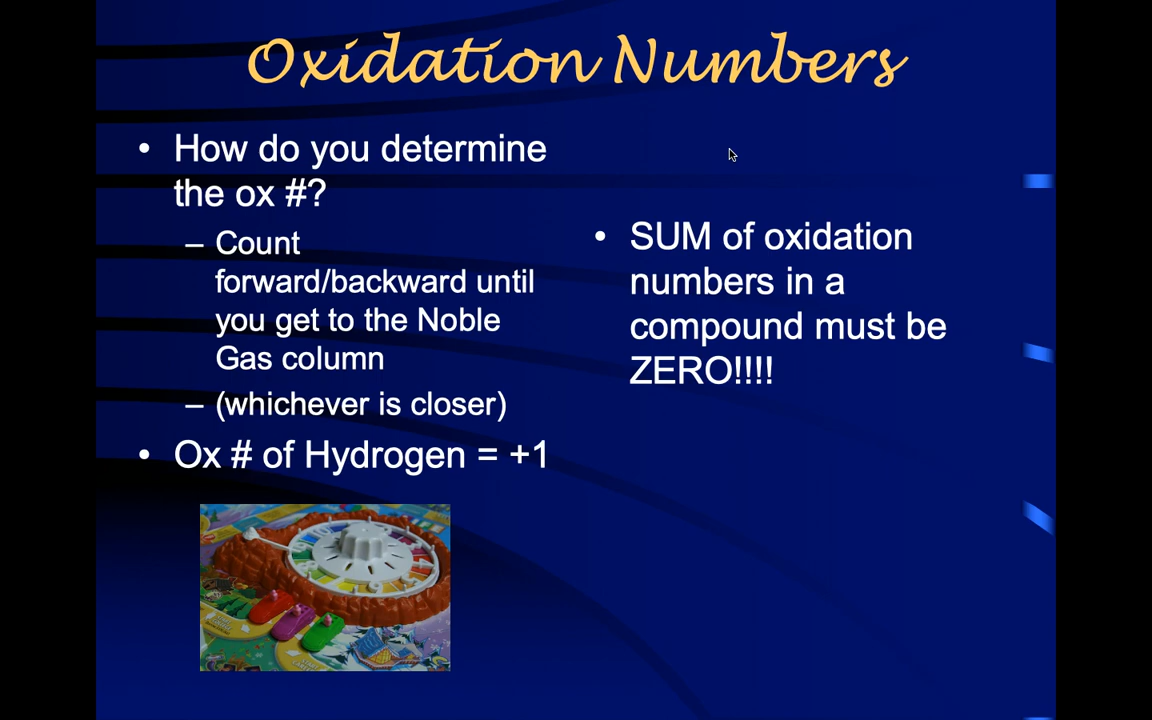 Oxidation Numbers
• How do you determine
the ox #?
– Count
forward/backward until
you get to the Noble
Gas column
– (whichever is closer)
• Ox # of Hydrogen = +1
• SUM of oxidation
numbers in a
compound must be
ZERO!!!!